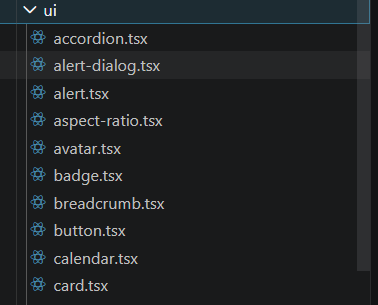 ui
accordion.tsx
alert-dialog.tsx
alert.tsx
aspect-ratio.tsx
avatar.tsx
badge.tsx
breadcrumb.tsx
button.tsx
calendar.tsx
card.tsx